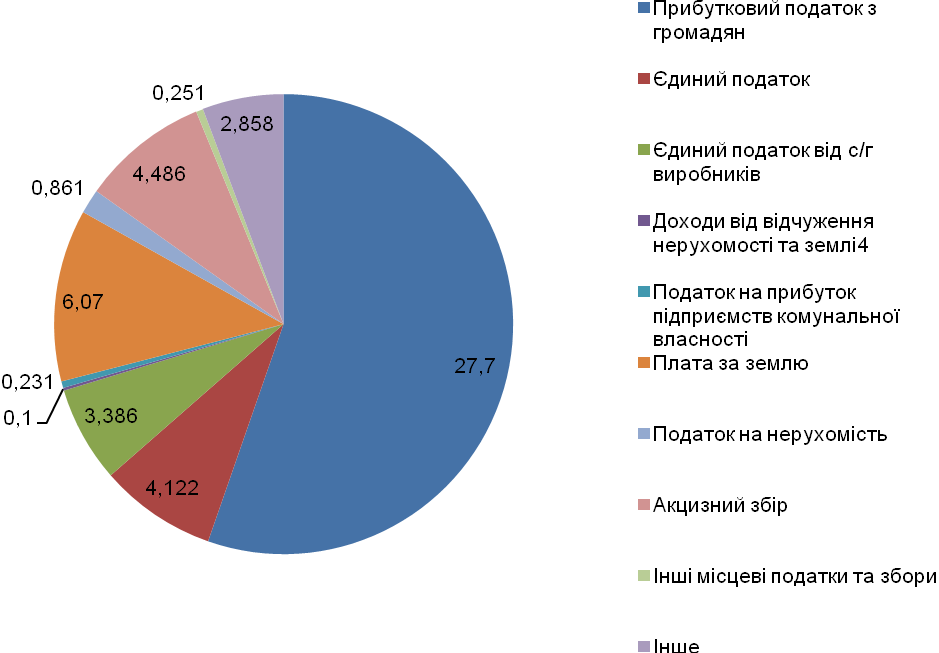 Прибутковий податок з
громадян
Єдиний податок
Єдиний податок від с/г
виробників
Доходи від відчуження
нерухомості та землі4
Податок на прибуток
підприємств комунальної
власності
Плата за землю
Податок на нерухомість
Акцизний збір
Інші місцеві податки та збори
Інше
0,251
2,858
4,486
0,861
6,07
27,7
0,231
0,1
3,386
4,122